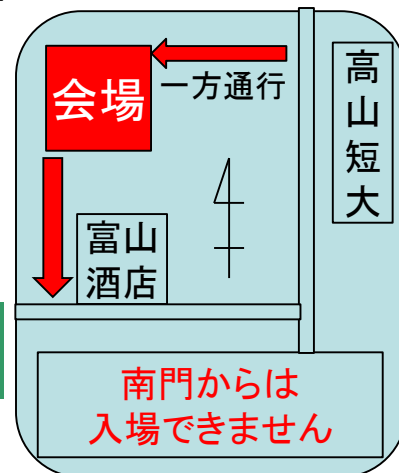 会場
一方通行
高山短大
富山
酒店
南門からは
入場できません